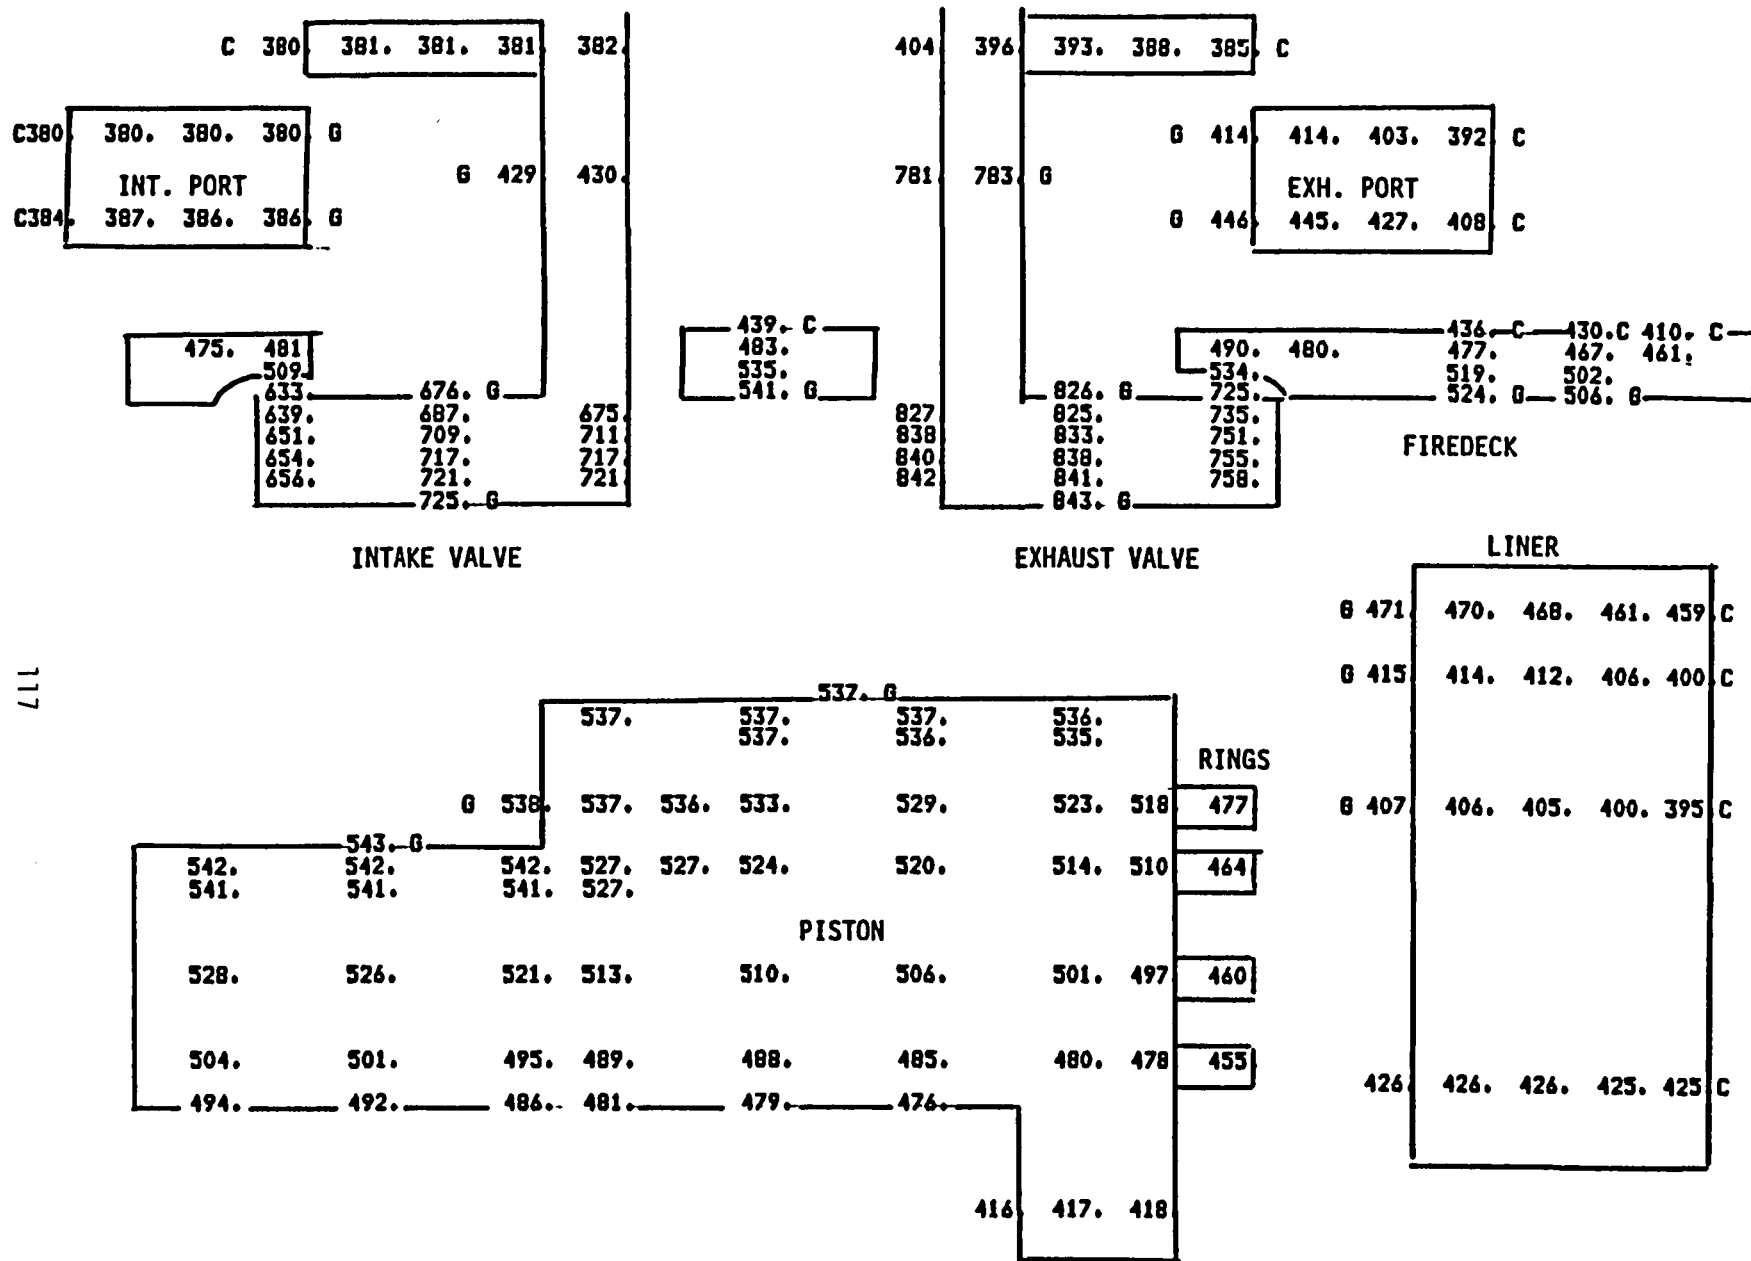 C 380 381. 381. 381 382 404 396 393. 388. 385. C
C380 380. 380. 380 G G 414. 414. 403. 392 C
G 429 430. 781 783 G
INT. PORT EXH. PORT
C384. 387. 386. 386. G G 446. 445. 427. 408 C
439. C 436. C 430.C 410. C
475. 481 483. 490. 480. 477. 467. 461.
509 535. 534. 519. 502.
633. 676. G 541. G 826. G 725. 524. G 506. G
639. 687. 675 827 825. 735.
651. 709. 711 838 833. 751.
654. 717. 717 840 838. 755.
656. 721. 721 842 841. 758.
725. G 843. G
FIREDECK
INTAKE VALVE EXHAUST VALVE LINER
G 471 470. 468. 461. 459 C
G 415 414. 412. 406. 400 C
117
537. G
537. 537. 537. 536.
537. 536. 535.
RINGS
G 538. 537. 536. 533. 529. 523. 518 477 G 407 406. 405. 400. 395 C
543. G
542. 542. 542. 527. 527. 524. 520. 514. 510 464
541. 541. 541. 527.
PISTON
528. 526. 521. 513. 510. 506. 501. 497 460
504. 501. 495. 489. 488. 485. 480. 478 455
426 426. 426. 425. 425 C
494. 492. 486. 481. 479. 476.
416 417. 418